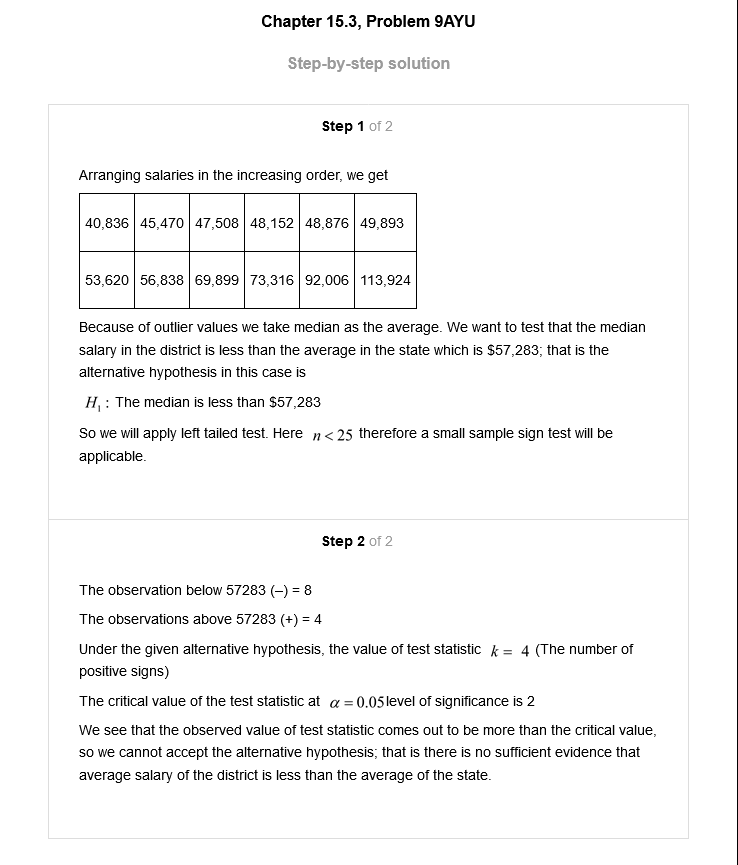 Chapter 15.3, Problem 9AYU
Step-by-step solution
Step 1 of 2
Arranging salaries in the increasing order, we get
40,836 45,470 47,508 48,152 48,876 49,893
53,620 56,838 69,899 73,316 92,006 113,924
Because of outlier values we take median as the average. We want to test that the median
salary in the district is less than the average in the state which is $57,283; that is the
alternative hypothesis in this case is
H₁ : The median is less than $57,283
So we will apply left tailed test. Here n < 25 therefore a small sample sign test will be
applicable.
Step 2 of 2
The observation below 57283 (–) = 8
The observations above 57283 (+) = 4
Under the given alternative hypothesis, the value of test statistic k = 4 (The number of
positive signs)
The critical value of the test statistic at α = 0.05 level of significance is 2
We see that the observed value of test statistic comes out to be more than the critical value,
so we cannot accept the alternative hypothesis; that is there is no sufficient evidence that
average salary of the district is less than the average of the state.